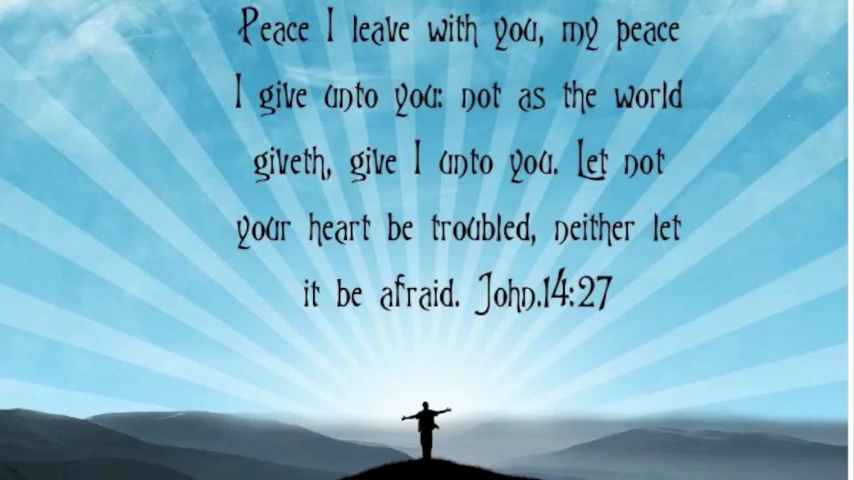 Peace I leave with you, my peace
I give unto you: not as the world
giveth, give I unto you. Let not
your heart be troubled, neither let
it be afraid. John.14:27